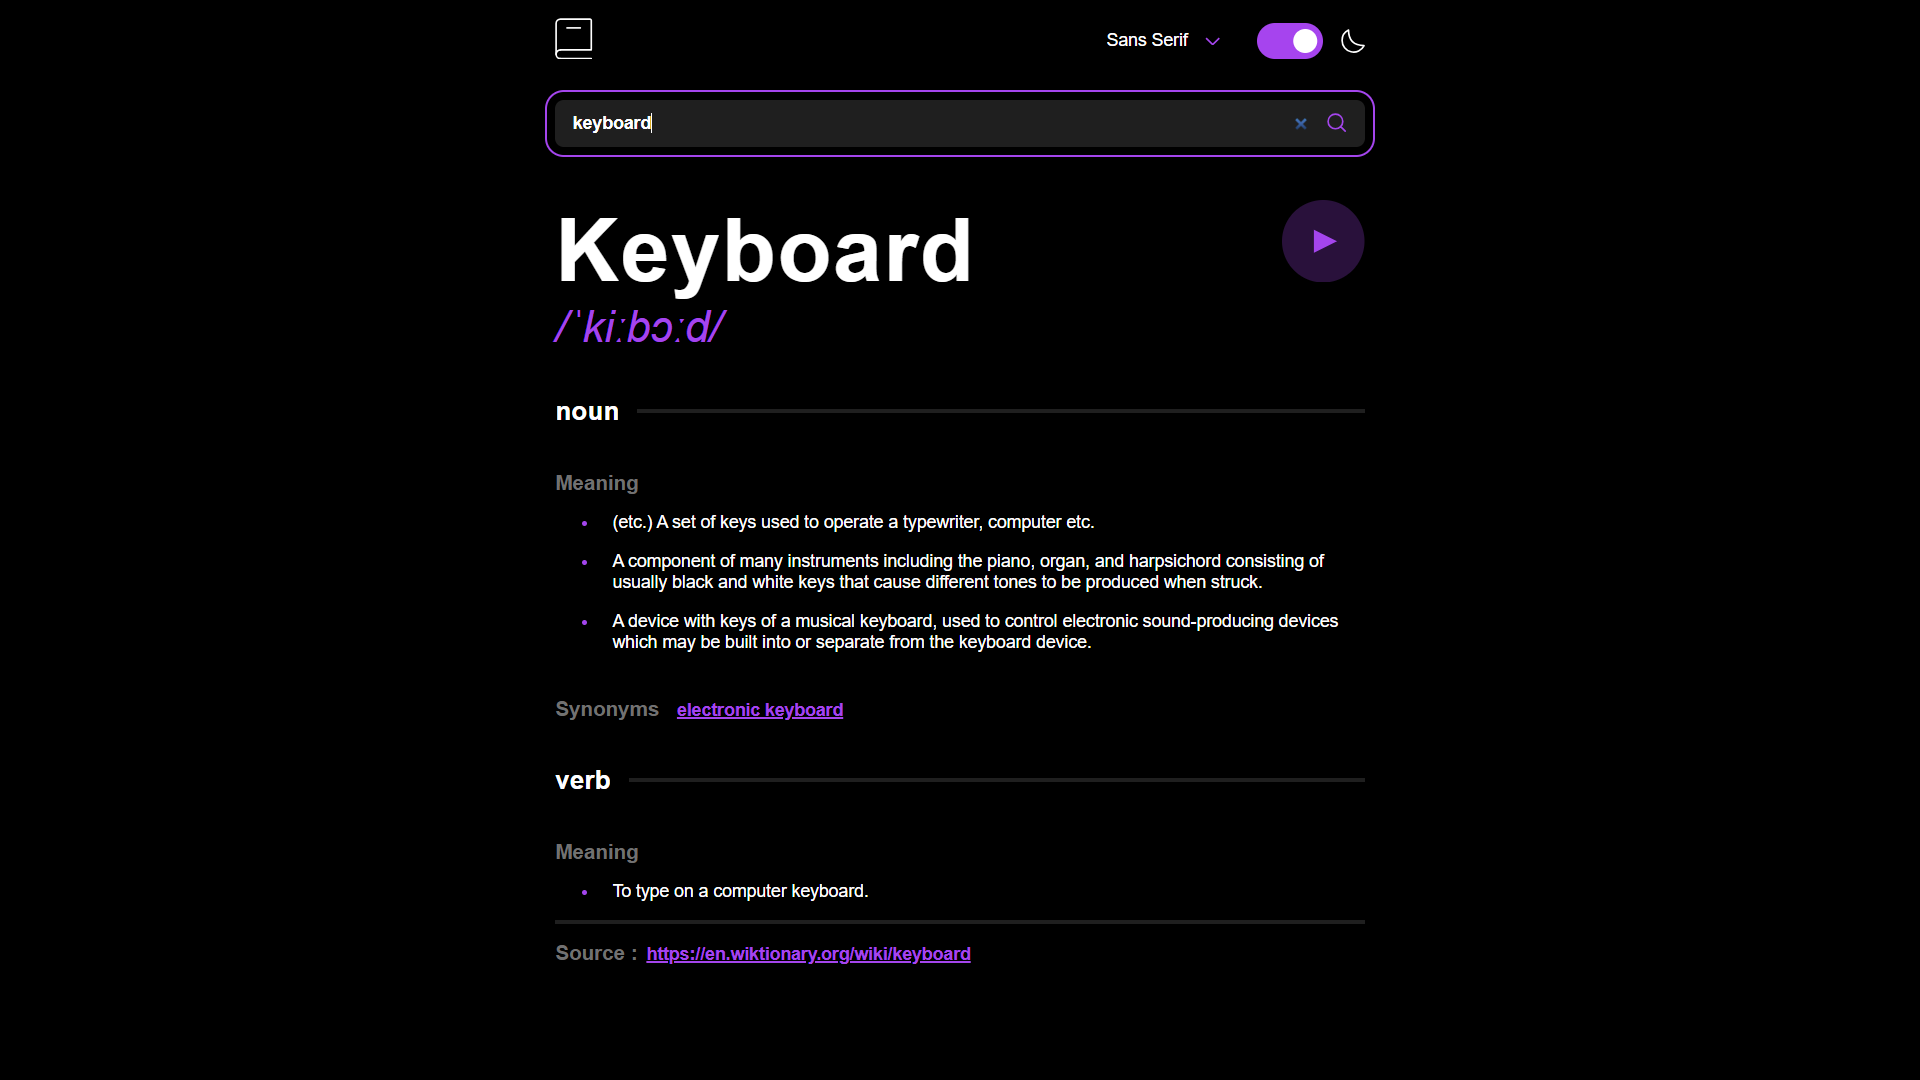 Sans Serif
keyboard
Keyboard
/ˈkiːbɔːd/
noun
Meaning
(etc.) A set of keys used to operate a typewriter, computer etc.
A component of many instruments including the piano, organ, and harpsichord consisting of
usually black and white keys that cause different tones to be produced when struck.
A device with keys of a musical keyboard, used to control electronic sound-producing devices
which may be built into or separate from the keyboard device.
Synonyms electronic keyboard
verb
Meaning
To type on a computer keyboard.
Source : https://en.wiktionary.org/wiki/keyboard